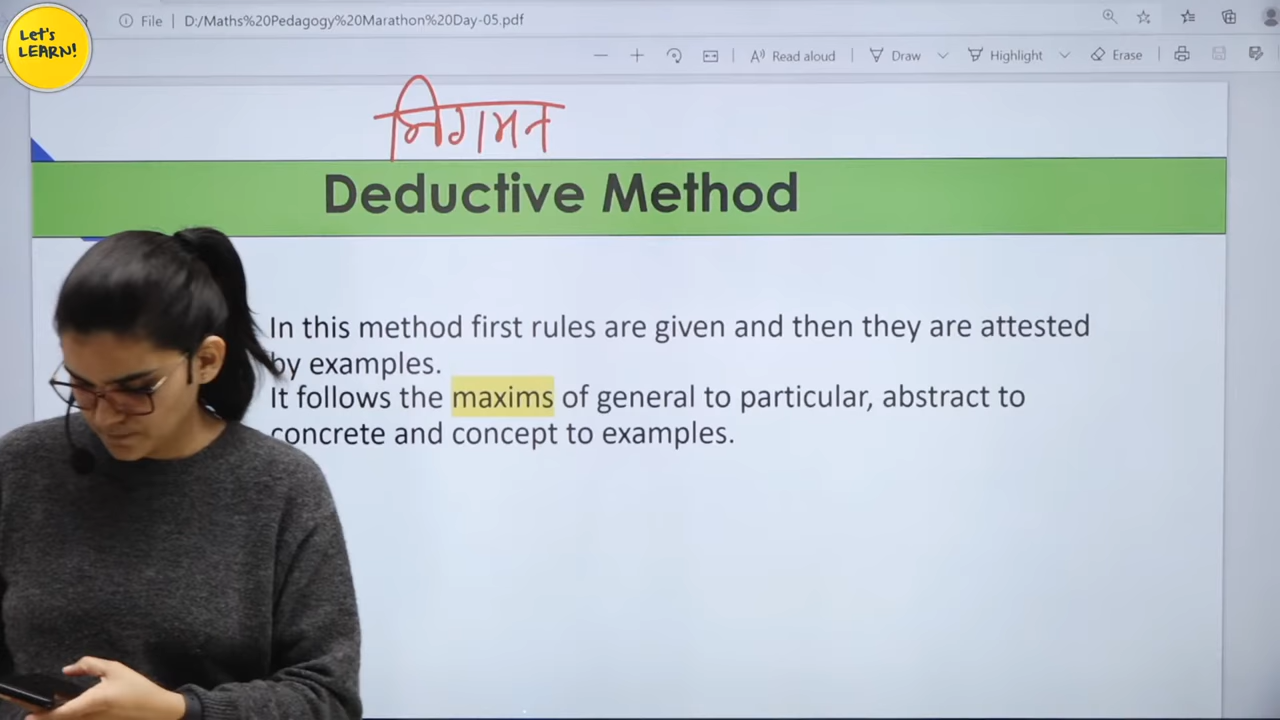 Let's
LEARN!
File | D:/Maths%20Pedagogy%20Marathon%20Day-05.pdf
Read aloud
Draw
Highlight
Erase
निगमन
Deductive Method
In this method first rules are given and then they are attested
by examples.
It follows the maxims of general to particular, abstract to
concrete and concept to examples.